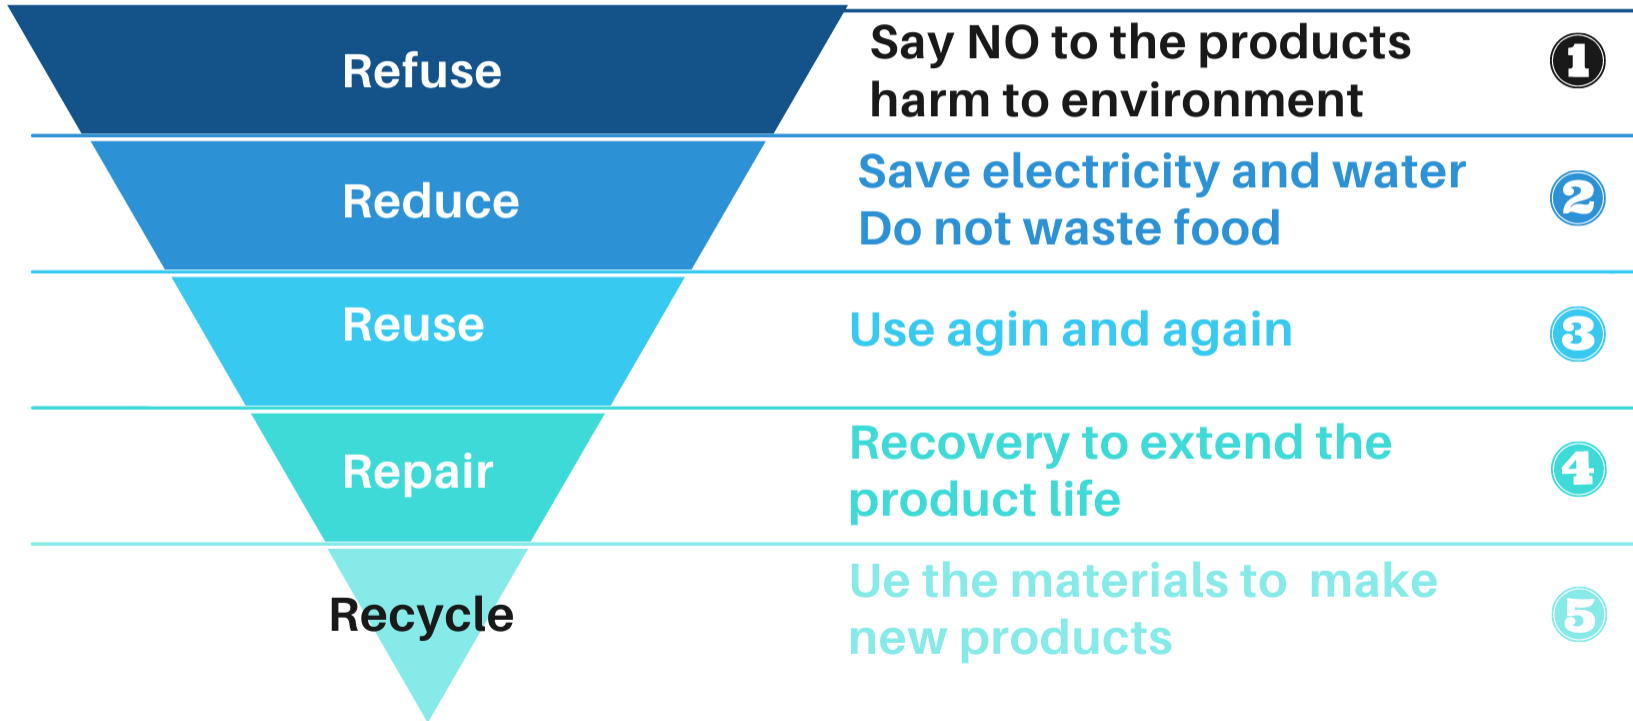 Refuse
Say NO to the products
harm to environment
1
Reduce
Save electricity and water
Do not waste food
2
Reuse
Use agin and again
3
Repair
Recovery to extend the
product life
4
Recycle
Ue the materials to  make
new products
5